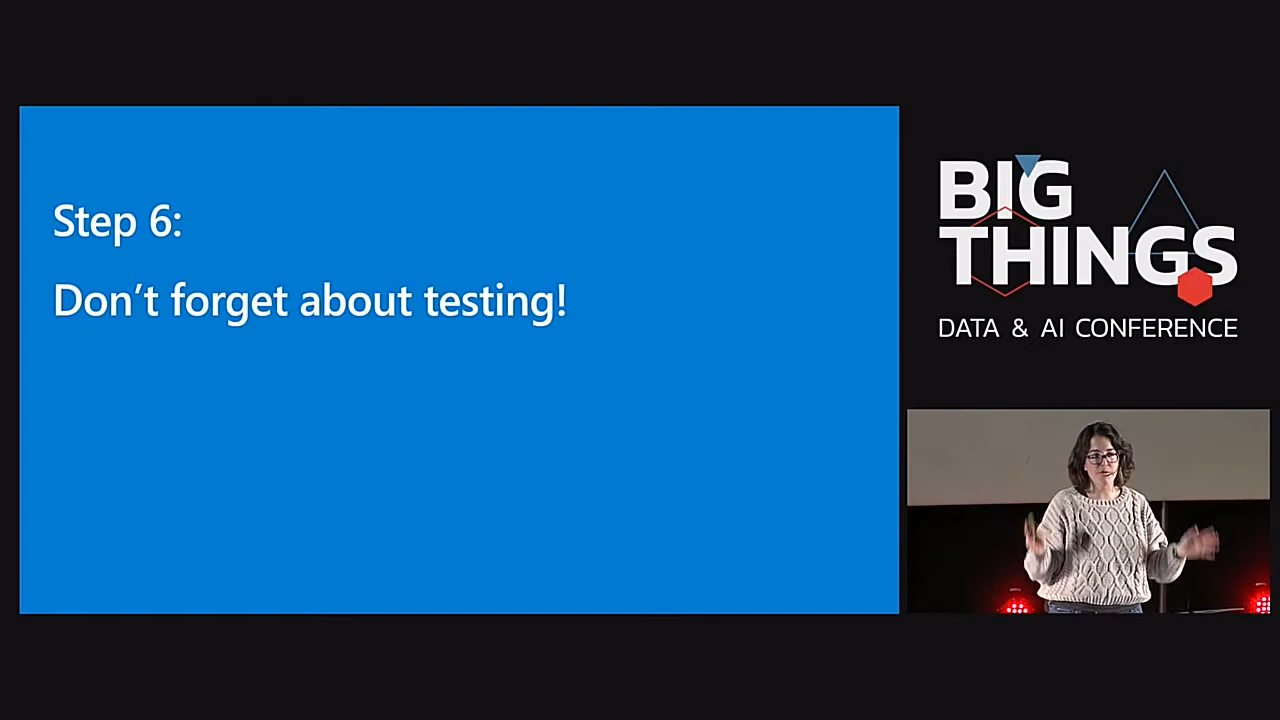 Step 6:
Don’t forget about testing!
BIG
THINGS
DATA & AI CONFERENCE